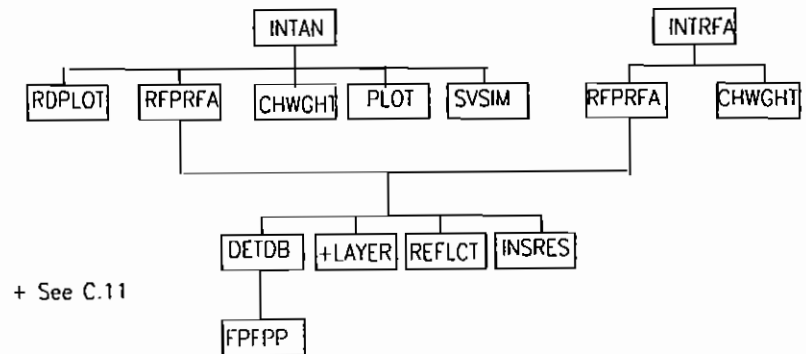 INTAN INTRFA
RDPLOT RFPRFA CHWGHT PLOT SVSIM RFPRFA CHWGHT
DETDB +LAYER REFLCT INSRES
+ See C.11
FPFPP